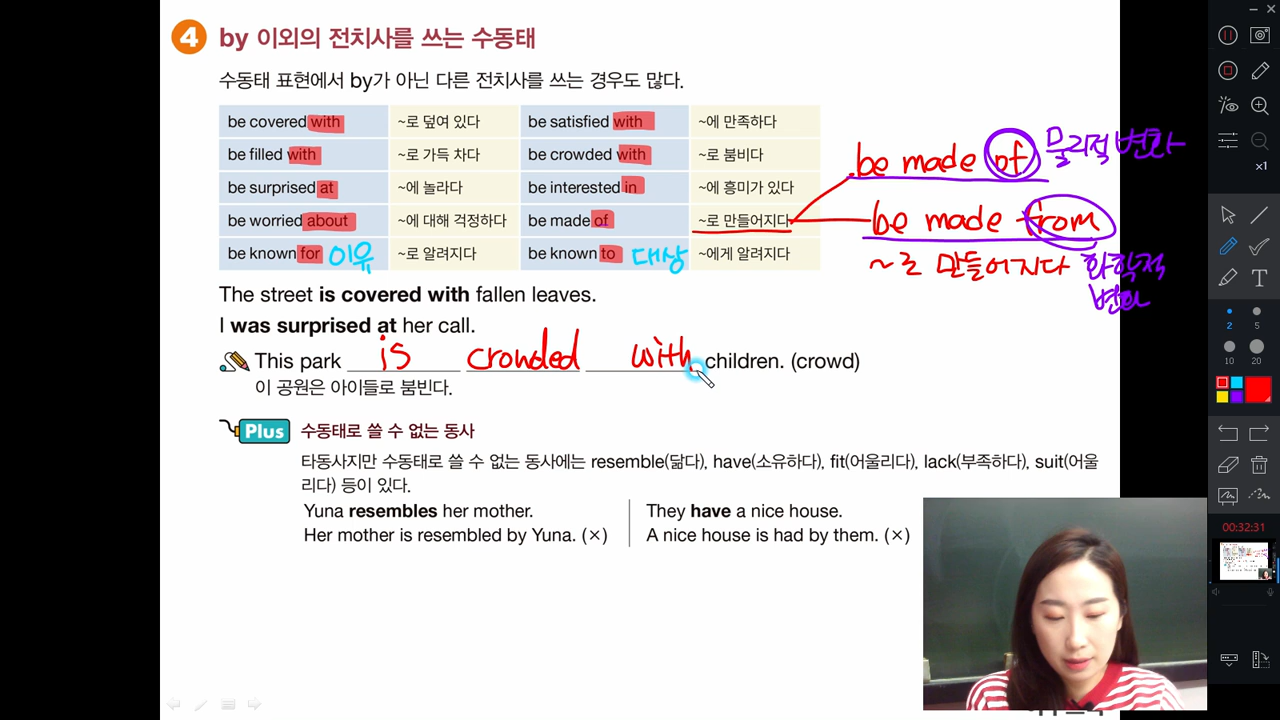 4 by 이외의 전치사를 쓰는 수동태
수동태 표현에서 by가 아닌 다른 전치사를 쓰는 경우도 많다.
be covered with ~로 덮여 있다 be satisfied with ~에 만족하다
be filled with ~로 가득 차다 be crowded with ~로 붐비다
be surprised at ~에 놀라다 be interested in ~에 흥미가 있다
be worried about ~에 대해 걱정하다 be made of ~로 만들어지다
be known for 이유 ~로 알려지다 be known to 대상 ~에게 알려지다
be made of 물리적 변화
be made from
~로 만들어지다 화학적
변화
The street is covered with fallen leaves.
I was surprised at her call.
This park is crowded with children. (crowd)
이 공원은 아이들로 붐빈다.
Plus 수동태로 쓸 수 없는 동사
타동사지만 수동태로 쓸 수 없는 동사에는 resemble(닮다), have(소유하다), fit(어울리다), lack(부족하다), suit(어울
리다) 등이 있다.
Yuna resembles her mother.
Her mother is resembled by Yuna. (×)
They have a nice house.
A nice house is had by them. (×)
×1
T
2 5
10 20
00:32:31